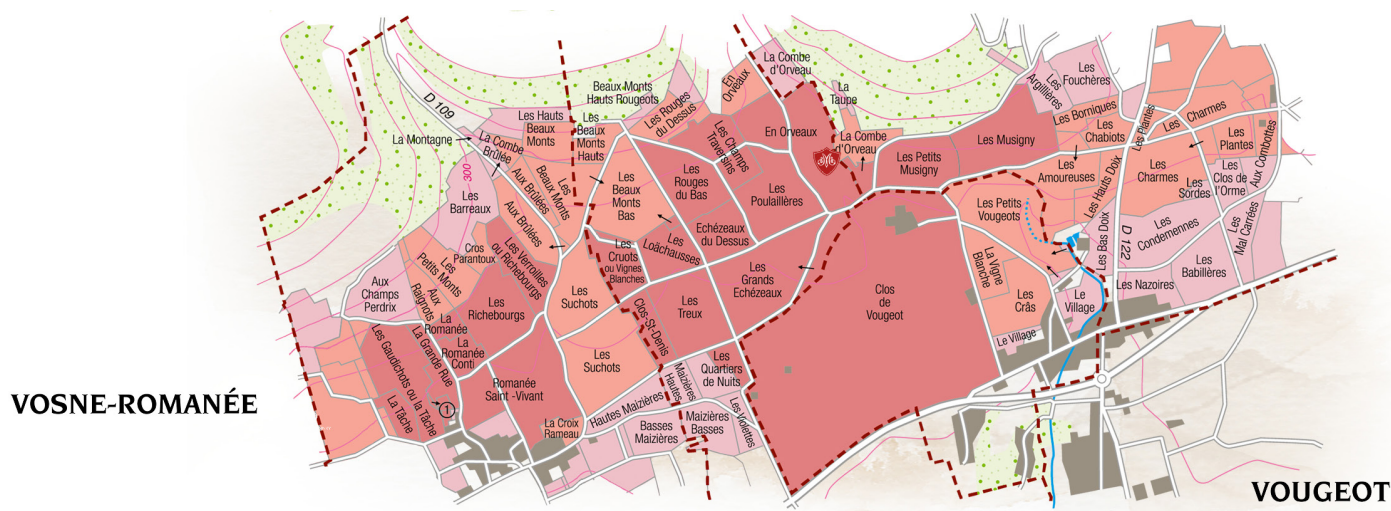 La Combe
d'Orveau
Les
Fouchères
Les
Argillières
En
Orveaux
La
Taupe
Beaux Monts
Hauts Rougeots
Les Rouges
du Dessus
D 109
Les Hauts
Beaux
Monts
Les
Beaux
Monts
Hauts
Les Borniques
Les
Chabiots
Les Plantes
Les Charmes
La Montagne
La Combe
Brûlée
Les Champs
Traversins
En Orveaux
La Combe
d'Orveau
Les Musigny
Les
Plantes
Aux Combottes
300
Les
Beaux Monts
Aux Brûlées
Les
Beaux
Monts
Bas
Les
Rouges
du Bas
Les
Poulaillères
Les Petits
Musigny
Les
Amoureuses
Les
Charmes
Les
Sordes
Clos de
l'Orme
Les
Barreaux
Aux Brûlées
Les Petits
Vougeots
Les Hauts Doix
Cros
Parantoux
Les Verroilles
ou Richebourgs
Les
Cruots
ou Vignes
Blanches
Les
Loächausses
Echézeaux
du Dessus
Les Bas Doix
D 122
Les
Condemennes
Les
Mal Carrées
Les
Petits Monts
La Vigne
Blanche
Les
Babillères
Aux
Champs
Perdrix
Aux
Raignots
Les
Richebourgs
Les
Suchots
Les
Grands
Echézeaux
Clos
de
Vougeot
Les
Crâs
Le
Village
Les Nazoires
La
Romanée
La
Romanée
Conti
Clos-St-Denis
Les
Treux
Le Village
Les Gaudichots ou la Tâche
La Grande Rue
Les
Suchots
Les
Quartiers
de Nuits
Romanée
Saint -Vivant
Maizières
Hautes
VOSNE-ROMANÉE
La Tâche
1
La Croix
Rameau
Hautes Maizières
Basses
Maizières
Maizières
Basses
Les Violettes
VOUGEOT